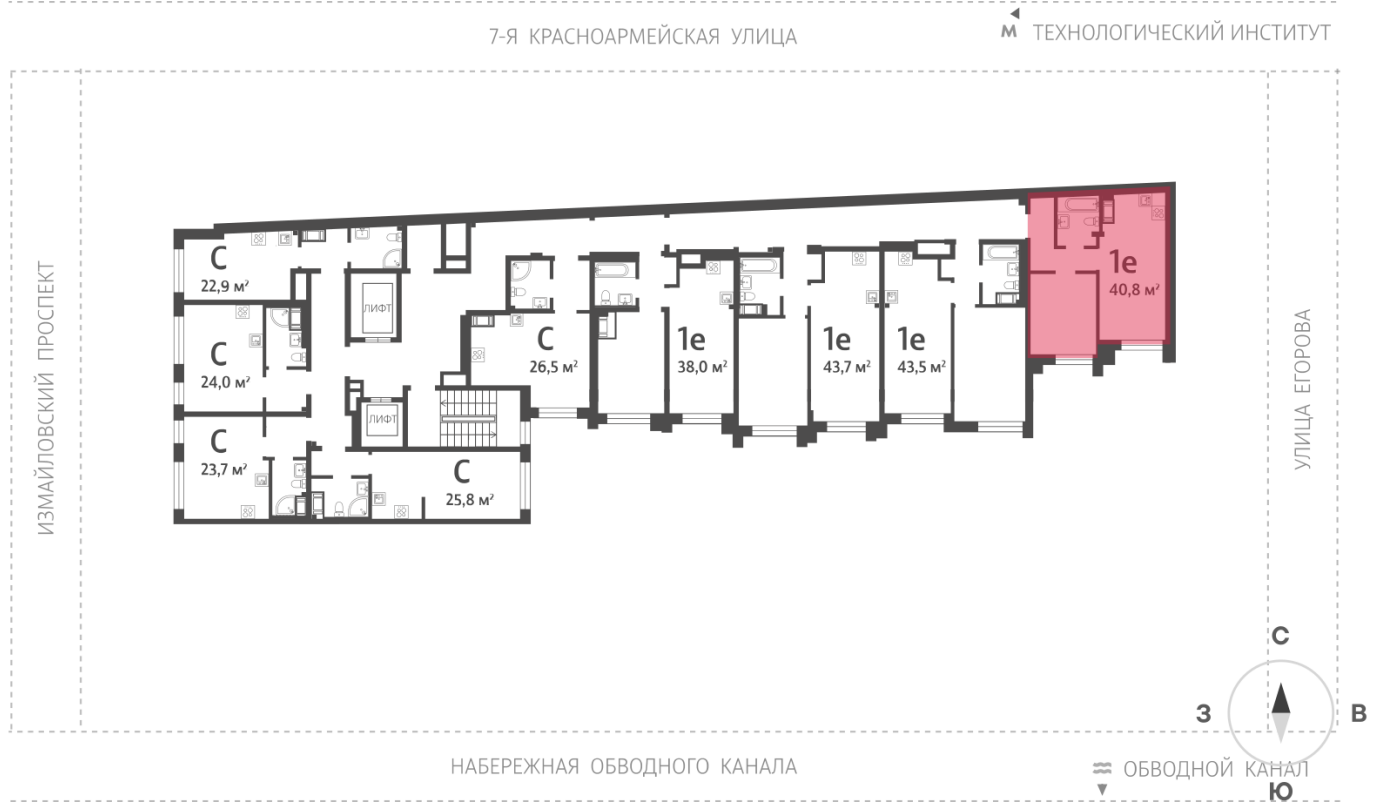 7-Я КРАСНОАРМЕЙСКАЯ УЛИЦА
М ТЕХНОЛОГИЧЕСКИЙ ИНСТИТУТ
ИЗМАЙЛОВСКИЙ ПРОСПЕКТ
С
22,9 м²
ЛИФТ
С
24,0 м²
С
23,7 м²
ЛИФТ
С
25,8 м²
С
26,5 м²
1е
38,0 м²
1е
43,7 м²
1е
43,5 м²
1е
40,8 м²
УЛИЦА ЕГОРОВА
С
З
В
Ю
НАБЕРЕЖНАЯ ОБВОДНОГО КАНАЛА
ОБВОДНОЙ КАНАЛ